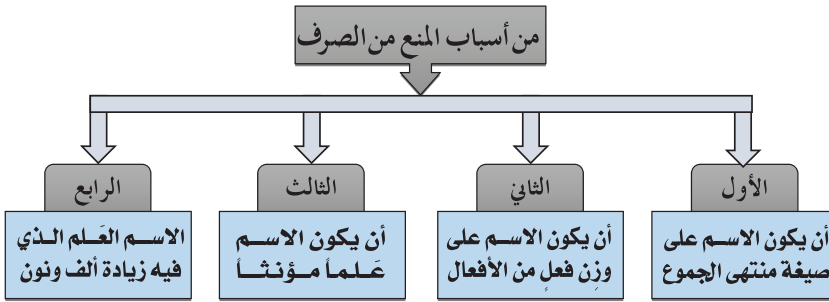 من أسباب المنع من الصرف
الأول
أن يكون الاسم على
صيغة منتهى الجموع
الثاني
أن يكون الاسم على
وزن فعلٍ من الأفعال
الثالث
أن يكون الاسم
عَلماً مؤنثاً
الرابع
الاسم العَلم الذي
فيه زيادة ألف ونون